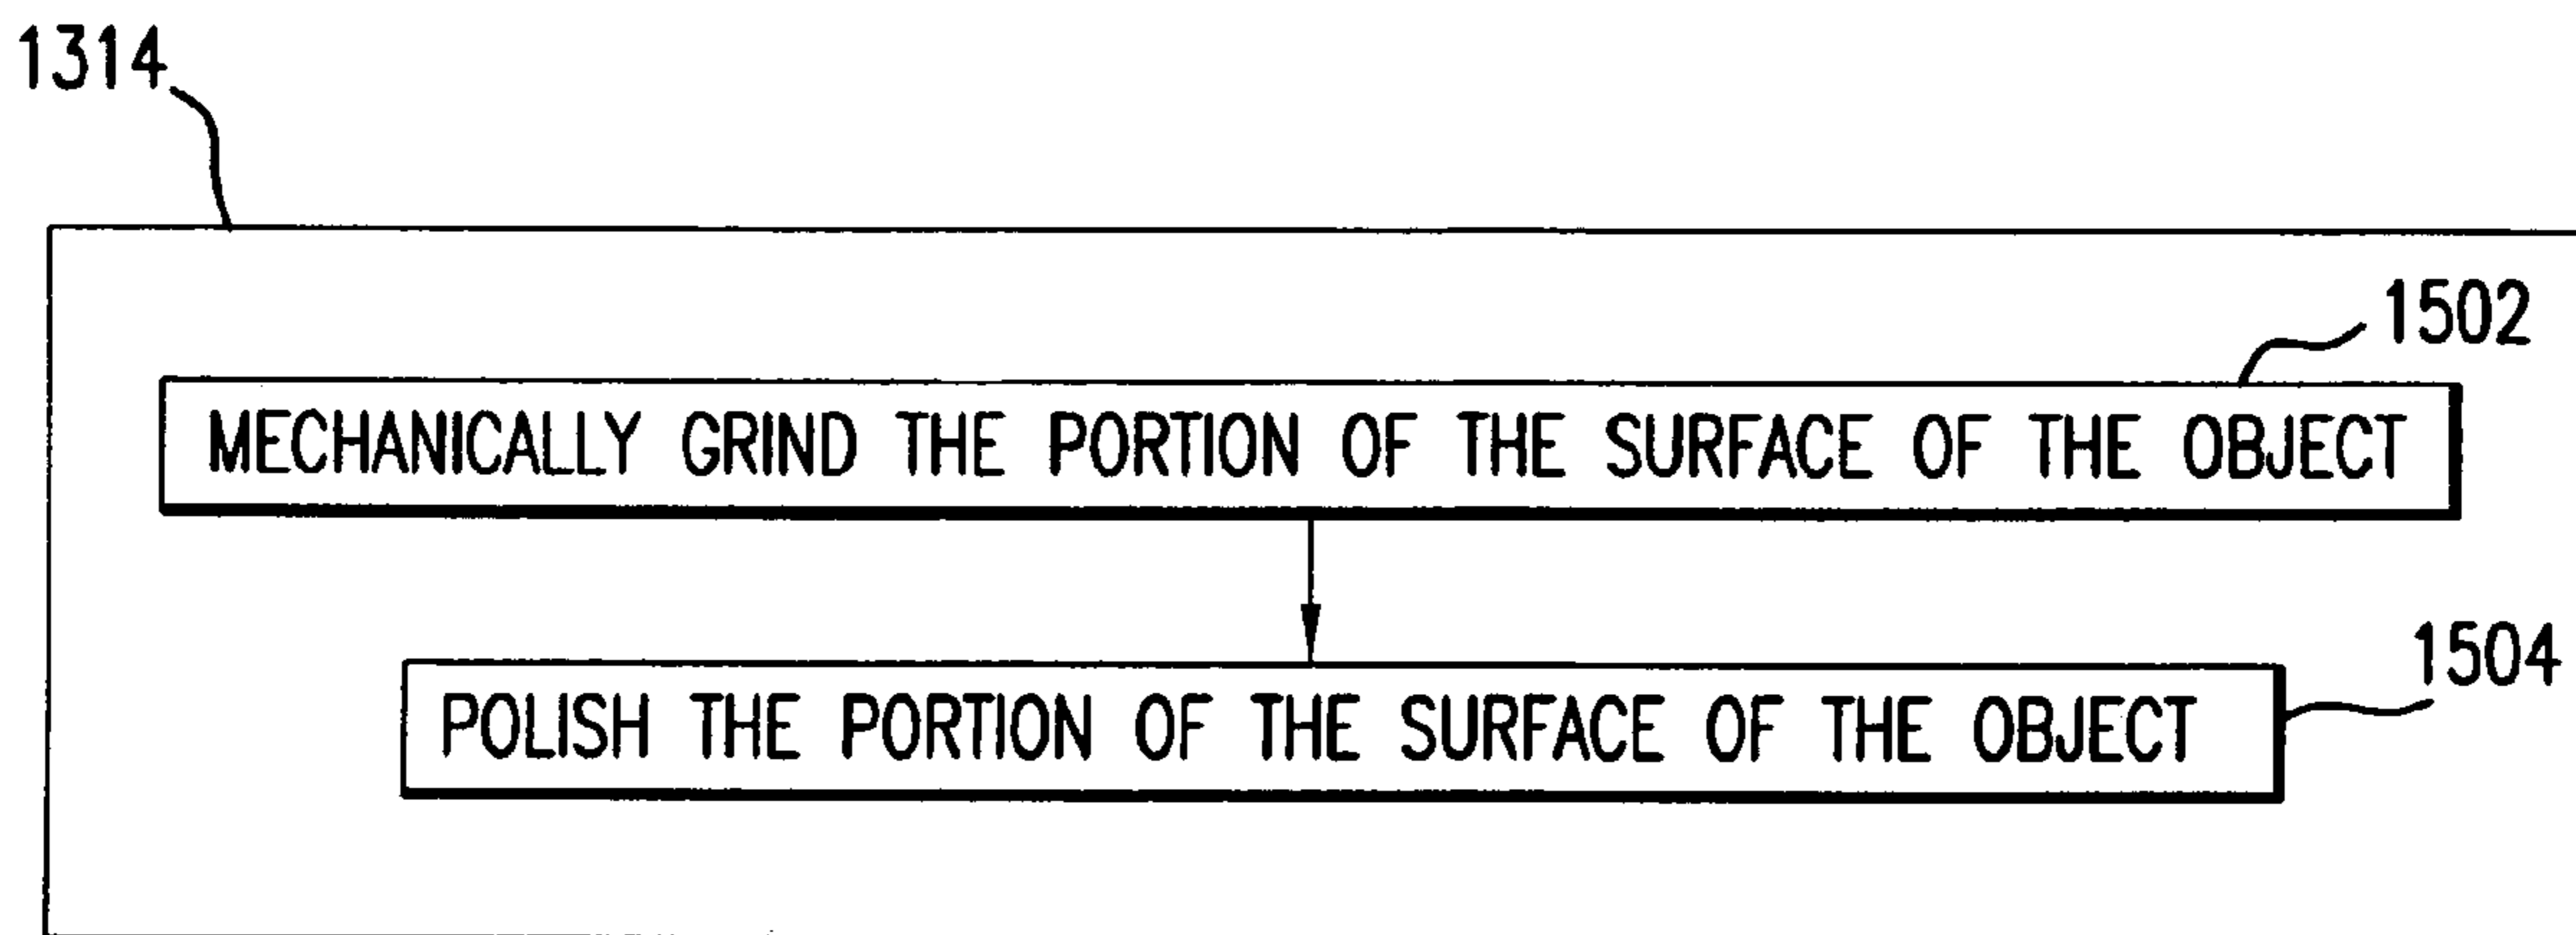 1314
1502
MECHANICALLY GRIND THE PORTION OF THE SURFACE OF THE OBJECT
1504
POLISH THE PORTION OF THE SURFACE OF THE OBJECT